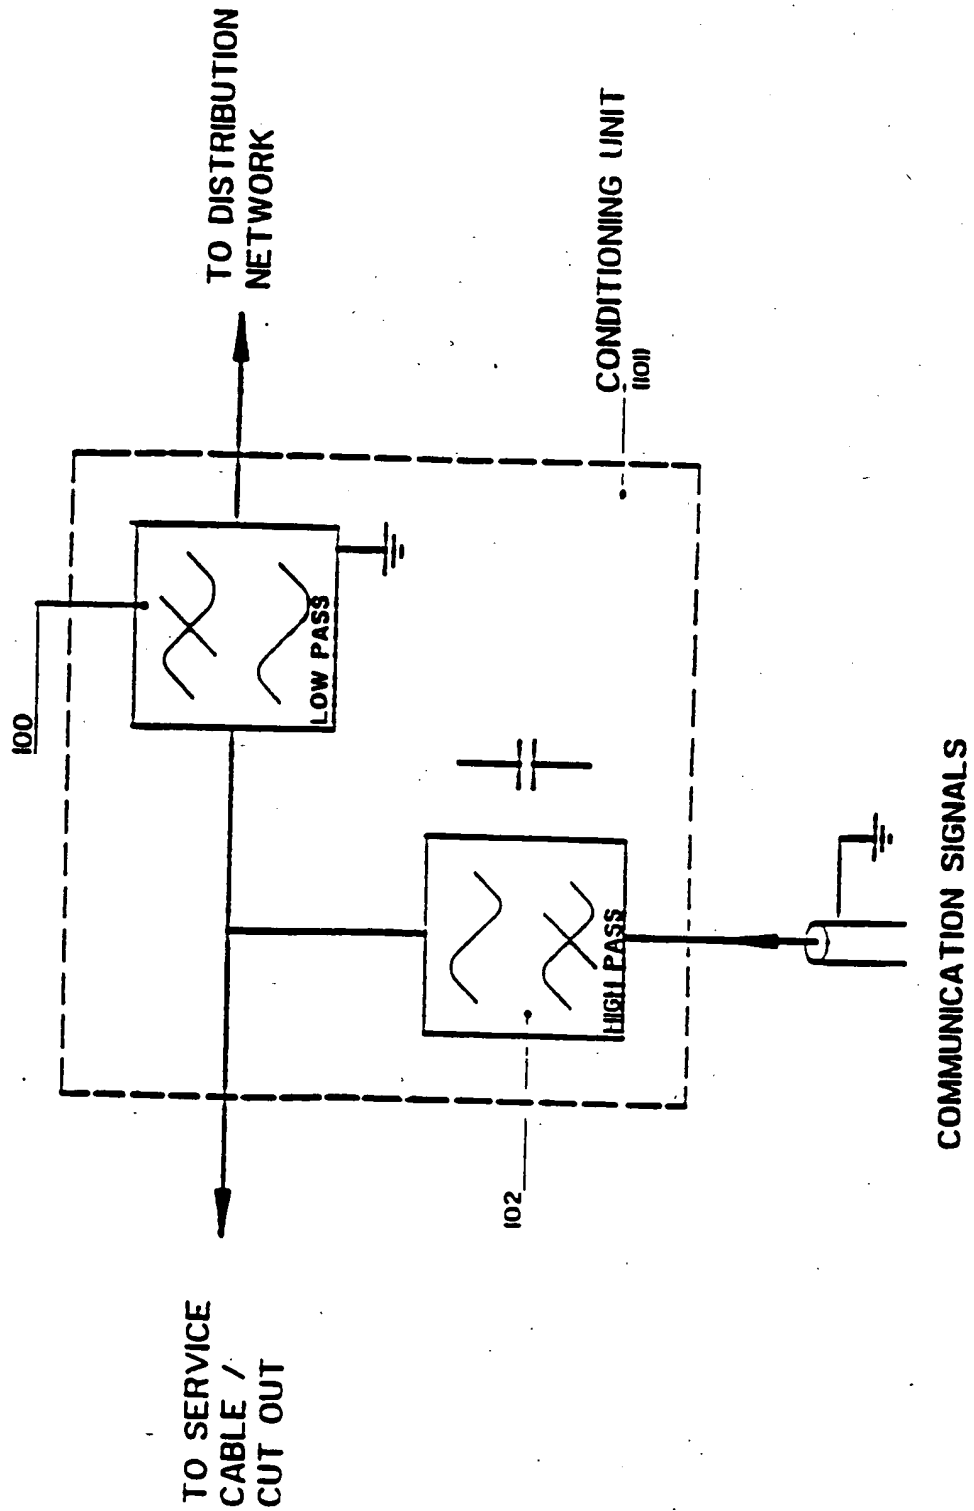 TO SERVICE
CABLE /
CUT OUT
100
TO DISTRIBUTION
NETWORK
LOW PASS
102
HIGH PASS
CONDITIONING UNIT
(101)
COMMUNICATION SIGNALS